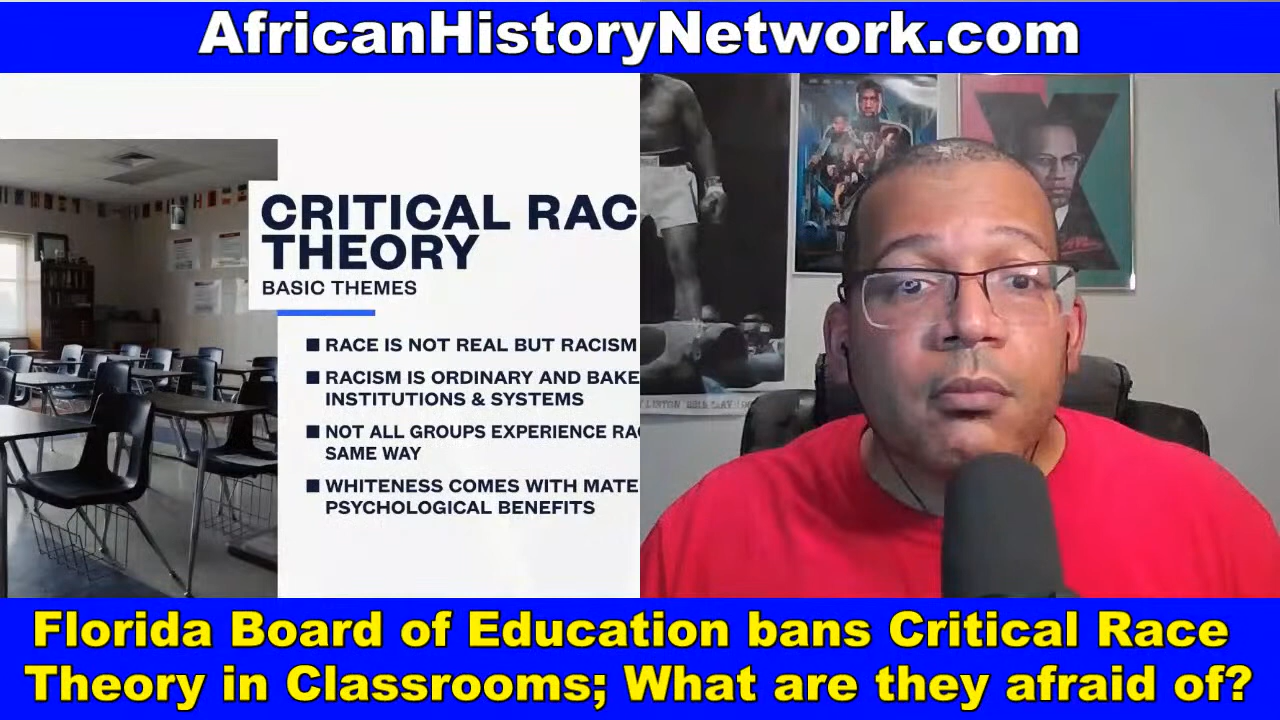 AfricanHistoryNetwork.com
CRITICAL RAC
THEORY
BASIC THEMES
■ RACE IS NOT REAL BUT RACISM
■ RACISM IS ORDINARY AND BAKE
INSTITUTIONS & SYSTEMS
■ NOT ALL GROUPS EXPERIENCE RA
SAME WAY
■ WHITENESS COMES WITH MATE
PSYCHOLOGICAL BENEFITS
X
Florida Board of Education bans Critical Race
Theory in Classrooms; What are they afraid of?